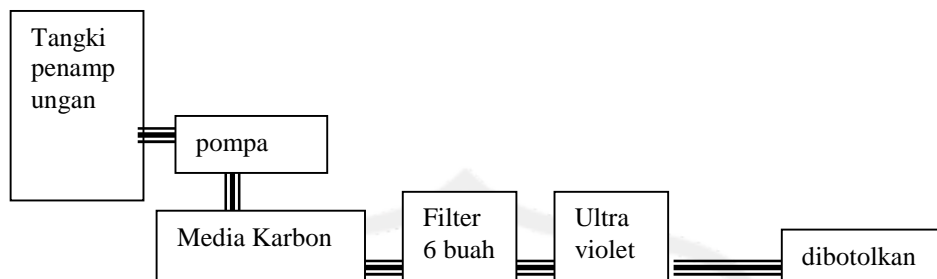 Tangki
penamp
ungan
pompa
Media Karbon
Filter
6 buah
Ultra
violet
dibotolkan